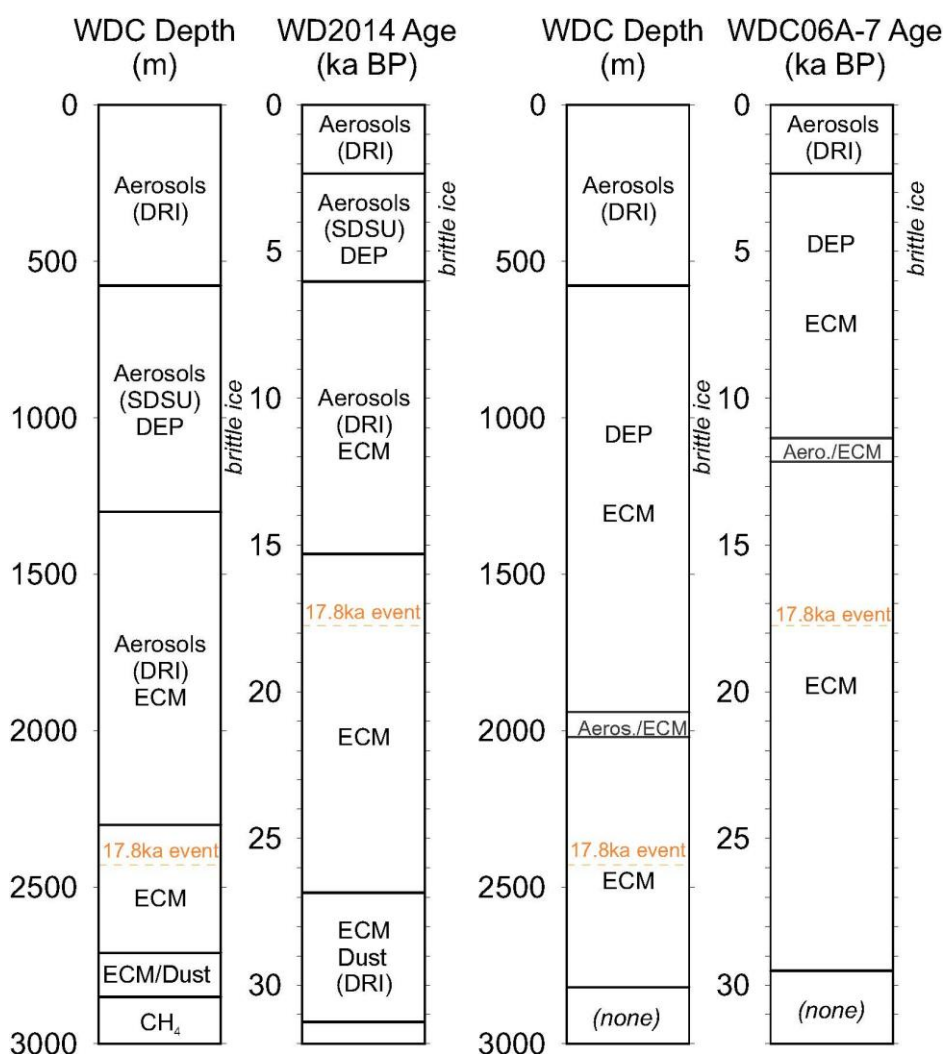 WDC Depth
(m)
WD2014 Age
(ka BP)
WDC Depth
(m)
WDC06A-7 Age
(ka BP)
0
500
1000
1500
2000
2500
3000
Aerosols
(DRI)
Aerosols
(SDSU)
DEP
brittle ice
Aerosols
(DRI)
ECM
17.8ka event
ECM
ECM/Dust
CH₄
0
5
10
15
20
25
30
Aerosols
(DRI)
Aerosols
(SDSU)
DEP
brittle ice
Aerosols
(DRI)
ECM
17.8ka event
ECM
ECM
Dust
(DRI)
0
500
1000
1500
2000
2500
3000
Aerosols
(DRI)
DEP
brittle ice
ECM
Aeros./ECM
17.8ka event
ECM
(none)
0
5
10
15
20
25
30
Aerosols
(DRI)
DEP
brittle ice
ECM
Aero./ECM
17.8ka event
ECM
(none)